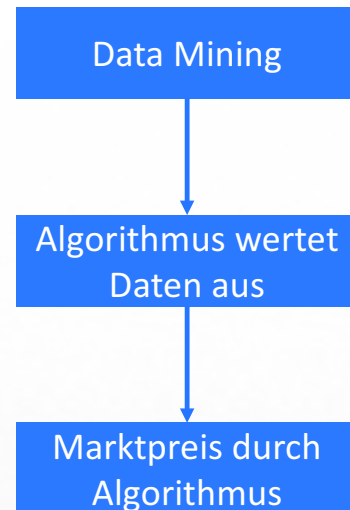 Data Mining
Algorithmus wertet
Daten aus
Marktpreis durch
Algorithmus